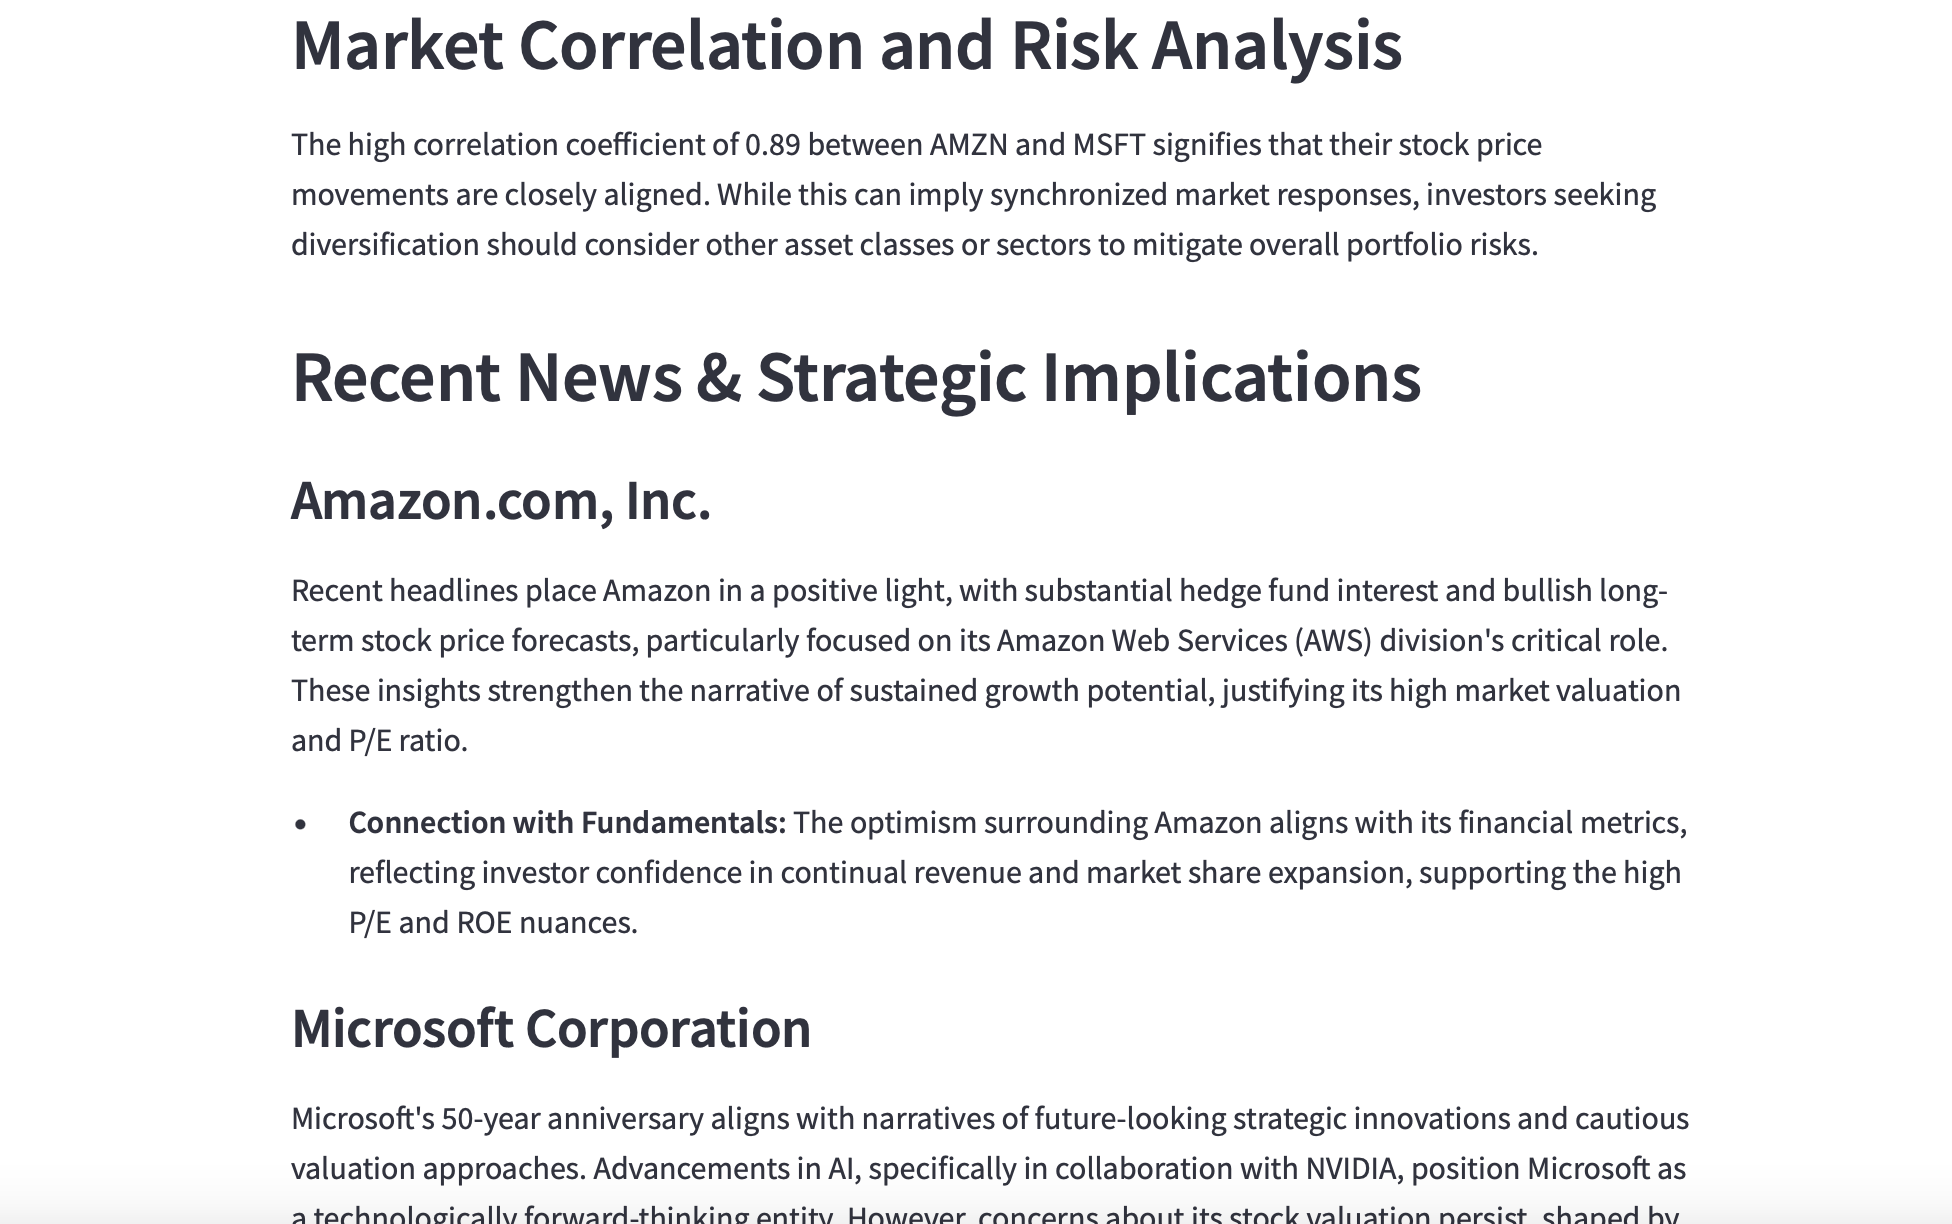 Market Correlation and Risk Analysis
The high correlation coefficient of 0.89 between AMZN and MSFT signifies that their stock price
movements are closely aligned. While this can imply synchronized market responses, investors seeking
diversification should consider other asset classes or sectors to mitigate overall portfolio risks.
Recent News & Strategic Implications
Amazon.com, Inc.
Recent headlines place Amazon in a positive light, with substantial hedge fund interest and bullish long-
term stock price forecasts, particularly focused on its Amazon Web Services (AWS) division's critical role.
These insights strengthen the narrative of sustained growth potential, justifying its high market valuation
and P/E ratio.
• Connection with Fundamentals: The optimism surrounding Amazon aligns with its financial metrics,
reflecting investor confidence in continual revenue and market share expansion, supporting the high
P/E and ROE nuances.
Microsoft Corporation
Microsoft's 50-year anniversary aligns with narratives of future-looking strategic innovations and cautious
valuation approaches. Advancements in AI, specifically in collaboration with NVIDIA, position Microsoft as
a technologically forward-thinking entity. However, concerns about its stock valuation persist, shaped by